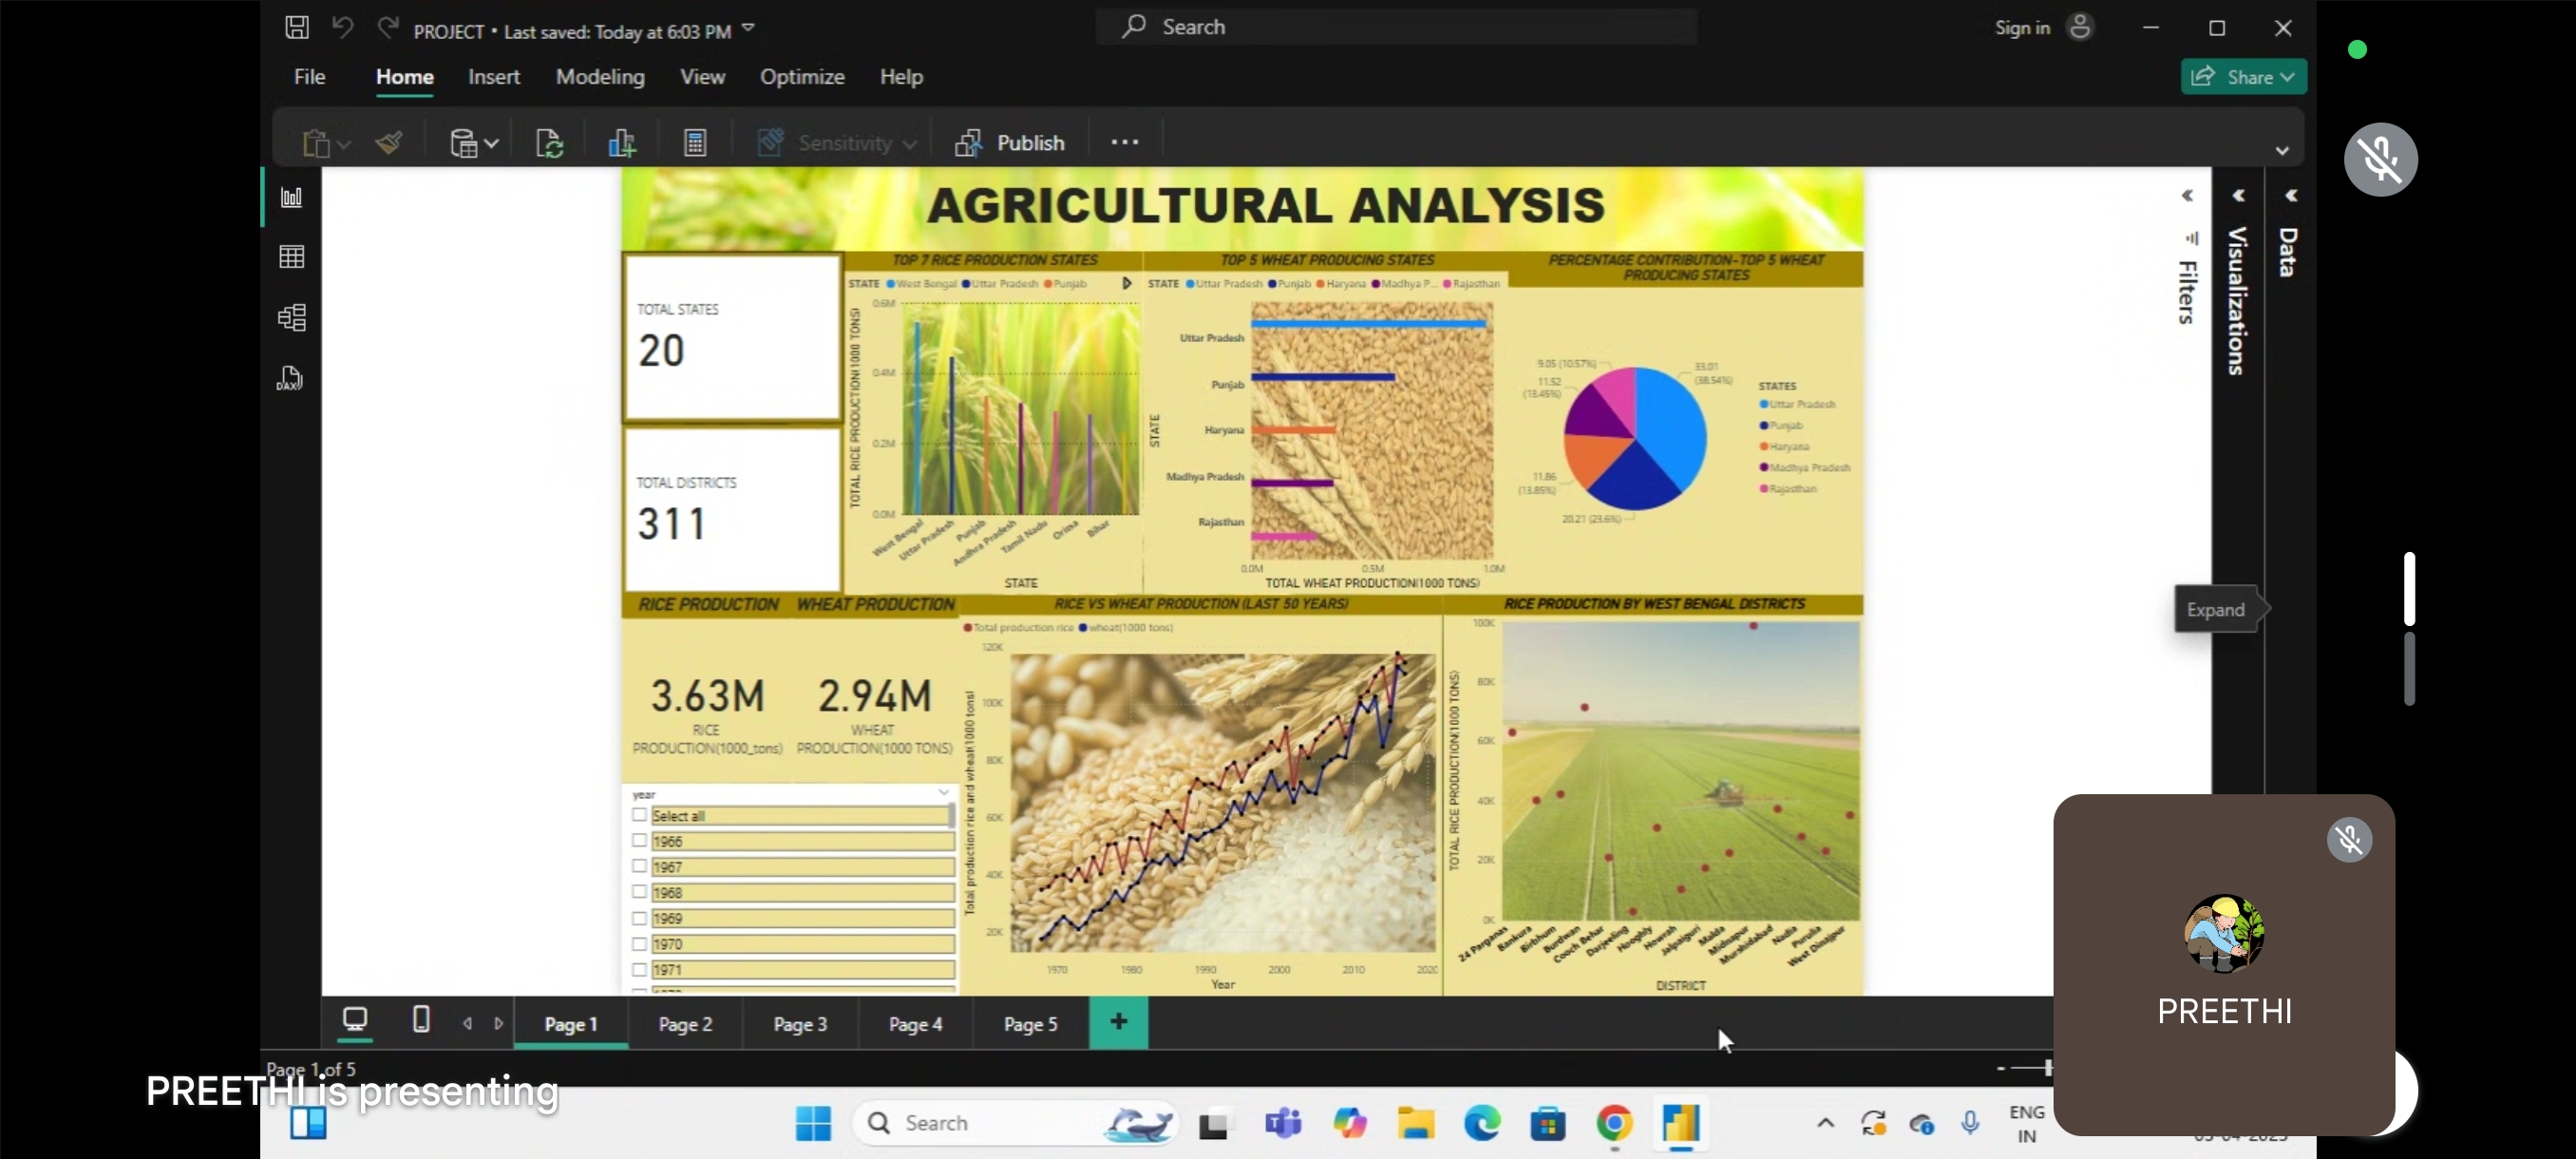 PROJECT • Last saved: Today at 6:03 PM
Search
Sign in
File
Home
Insert
Modeling
View
Optimize
Help
Share
Sensitivity
Publish
AGRICULTURAL ANALYSIS
TOTAL STATES
20
TOTAL DISTRICTS
311
TOP 7 RICE PRODUCTION STATES
STATE West Bengal Uttar Pradesh Punjab
TOTAL RICE PRODUCTION(1000 TONS)
0.6M
0.4M
0.2M
0.0M
West Bengal
Uttar Pradesh
Punjab
Andhra Pradesh
Tamil Nadu
Orissa
Bihar
STATE
TOP 5 WHEAT PRODUCING STATES
STATE Uttar Pradesh Punjab Haryana Madhya P... Rajasthan
STATE
Uttar Pradesh
Punjab
Haryana
Madhya Pradesh
Rajasthan
0.0M
0.5M
1.0M
TOTAL WHEAT PRODUCTION(1000 TONS)
PERCENTAGE CONTRIBUTION-TOP 5 WHEAT
PRODUCING STATES
9.05 (10.57%)
11.52
(13.45%)
11.86
(13.85%)
20.21 (23.6%)
33.01
(38.54%)
STATES
Uttar Pradesh
Punjab
Haryana
Madhya Pradesh
Rajasthan
RICE PRODUCTION
WHEAT PRODUCTION
3.63M
RICE
PRODUCTION(1000_tons)
2.94M
WHEAT
PRODUCTION(1000 TONS)
year
Select all
1966
1967
1968
1969
1970
1971
RICE VS WHEAT PRODUCTION (LAST 50 YEARS)
Total production rice wheat(1000 tons)
Total production rice and wheat(1000 tons)
120K
100K
80K
60K
40K
20K
1970
1980
1990
2000
2010
2020
Year
RICE PRODUCTION BY WEST BENGAL DISTRICTS
TOTAL RICE PRODUCTION(1000 TONS)
100K
80K
60K
40K
20K
0K
24 Parganas
Bankura
Birbhum
Burdwan
Cooch Behar
Darjeeling
Hooghly
Howrah
Jalpaiguri
Malda
Midnapur
Murshidabad
Nadia
Purulia
West Dinajpur
DISTRICT
Filters
Visualizations
Data
Expand
Page 1
Page 2
Page 3
Page 4
Page 5
Page 1 of 5
PREETHI is presenting
PREETHI
Search
ENG
IN